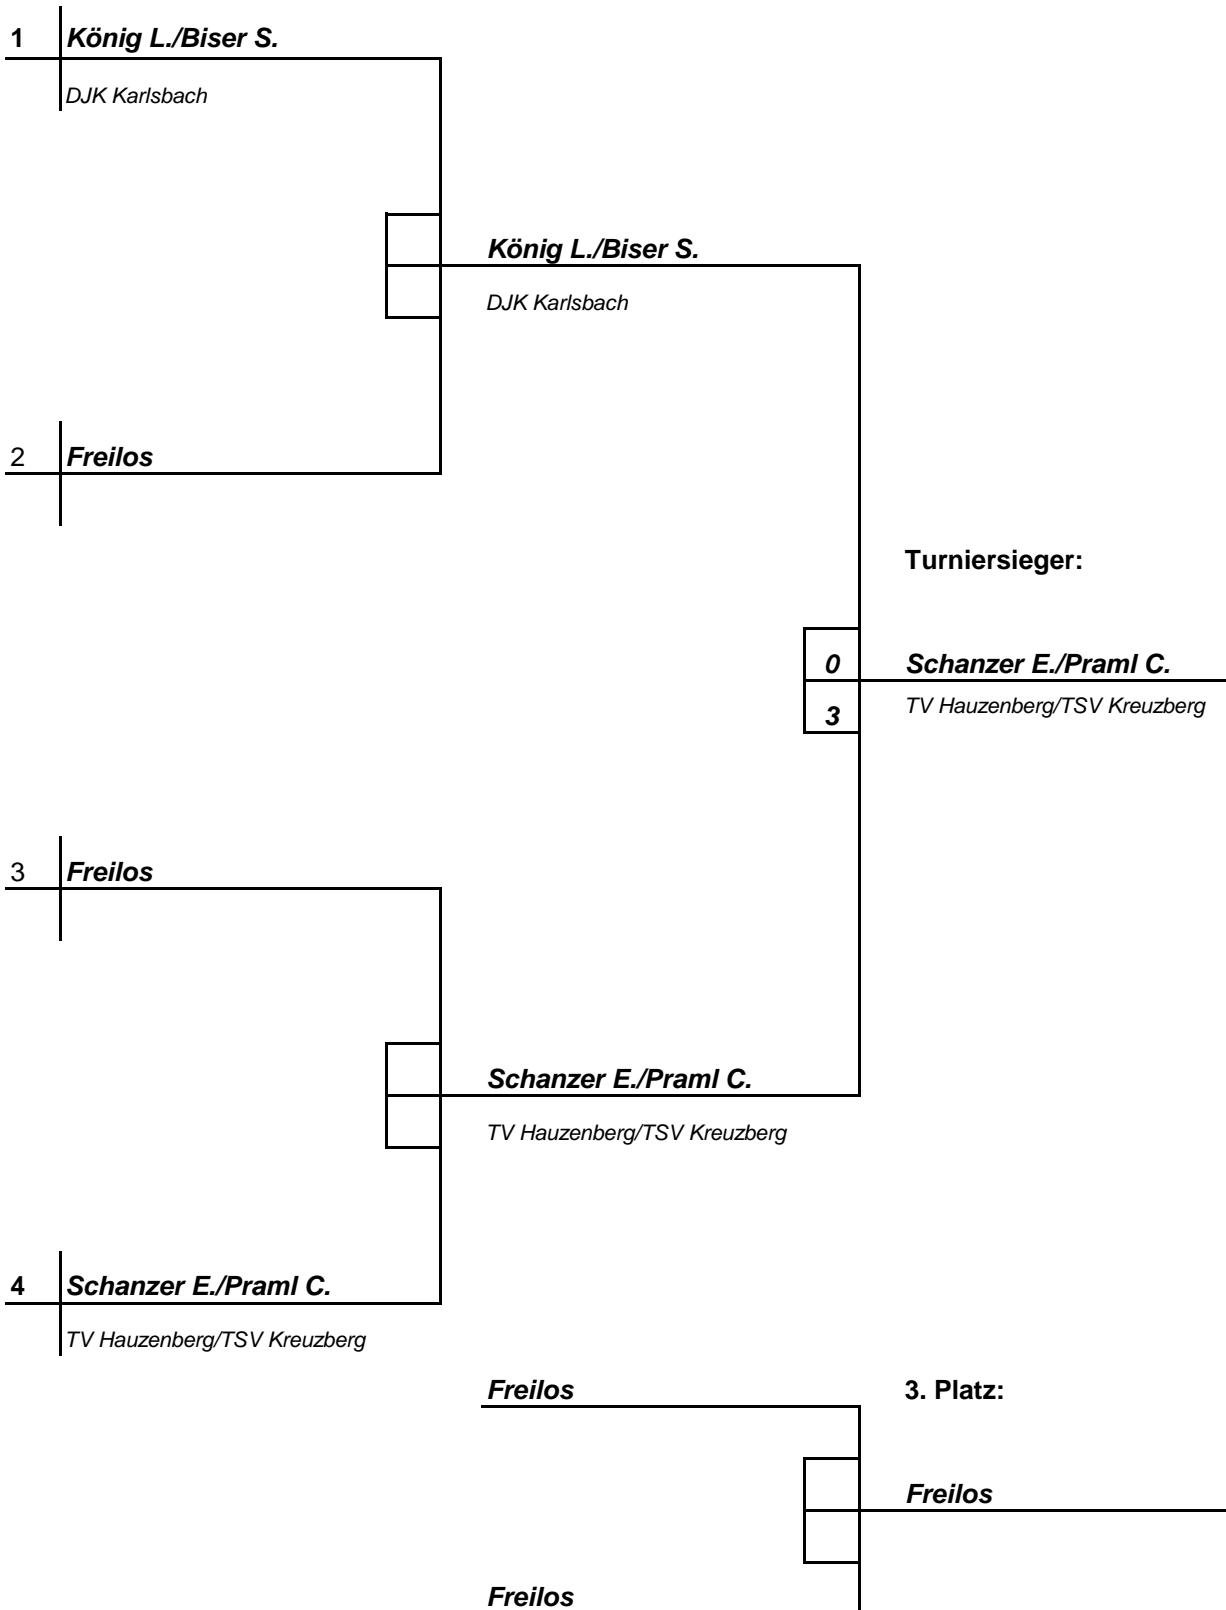 1 König L./Biser S.
DJK Karlsbach
König L./Biser S.
DJK Karlsbach
2 Freilos
Turniersieger:
0 Schanzer E./Praml C.
3 TV Hauzenberg/TSV Kreuzberg
3 Freilos
Schanzer E./Praml C.
TV Hauzenberg/TSV Kreuzberg
4 Schanzer E./Praml C.
TV Hauzenberg/TSV Kreuzberg
Freilos 3. Platz:
Freilos
Freilos